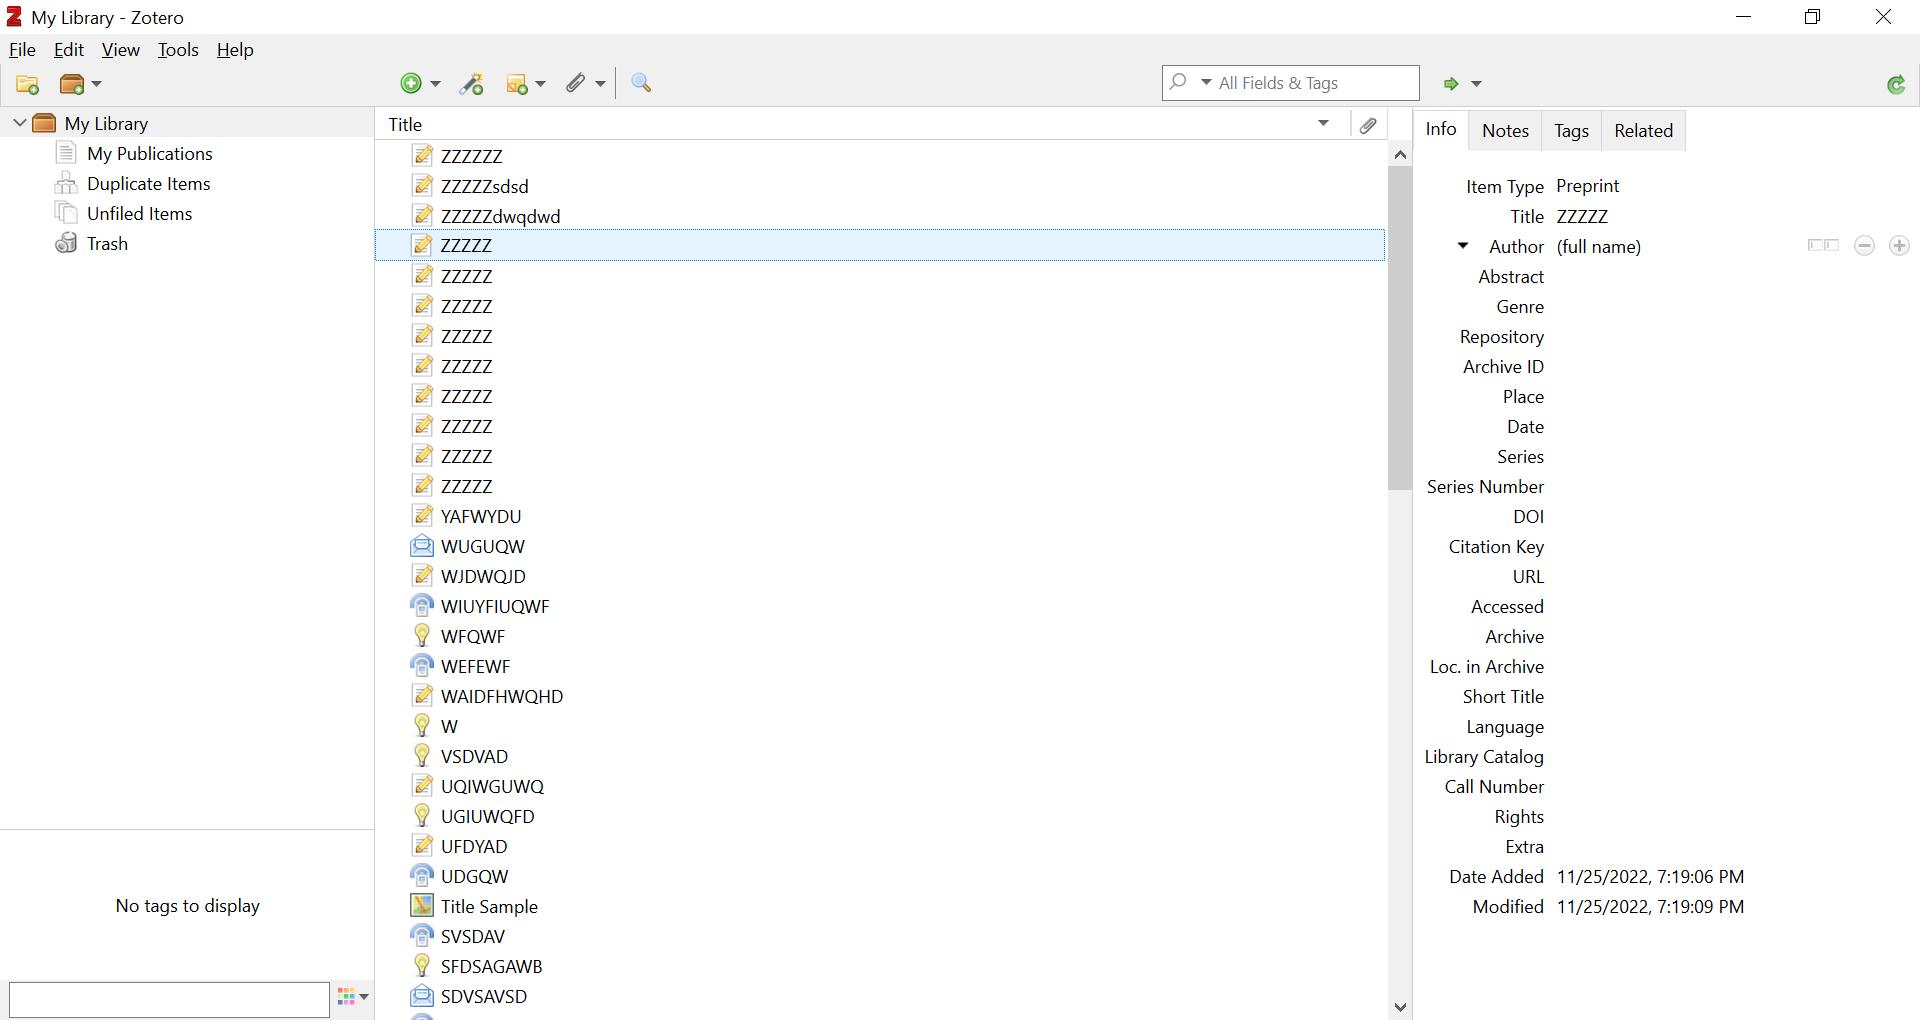 My Library - Zotero
File Edit View Tools Help
All Fields & Tags
My Library
My Publications
Duplicate Items
Unfiled Items
Trash
No tags to display
Title
ZZZZZZ
ZZZZZsdsd
ZZZZZdwqdwd
ZZZZZ
ZZZZZ
ZZZZZ
ZZZZZ
ZZZZZ
ZZZZZ
ZZZZZ
ZZZZZ
ZZZZZ
YAFWYDU
WUGUQW
WJDWQJD
WIUYFIUQWF
WFQWF
WEFEWF
WAIDFHWQHD
W
VSDVAD
UQIWGUWQ
UGIUWQFD
UFDYAD
UDGQW
Title Sample
SVSDAV
SFDSAGAWB
SDVSAVSD
Info Notes Tags Related
Item Type Preprint
Title ZZZZZ
Author (full name)
Abstract
Genre
Repository
Archive ID
Place
Date
Series
Series Number
DOI
Citation Key
URL
Accessed
Archive
Loc. in Archive
Short Title
Language
Library Catalog
Call Number
Rights
Extra
Date Added 11/25/2022, 7:19:06 PM
Modified 11/25/2022, 7:19:09 PM